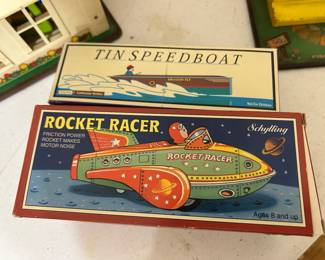 TIN SPEEDBOAT
ROCKET RACER
FRICTION POWER
ROCKET MAKES
MOTOR NOISE
Schylling
ROCKET RACER
Ages 8 and up